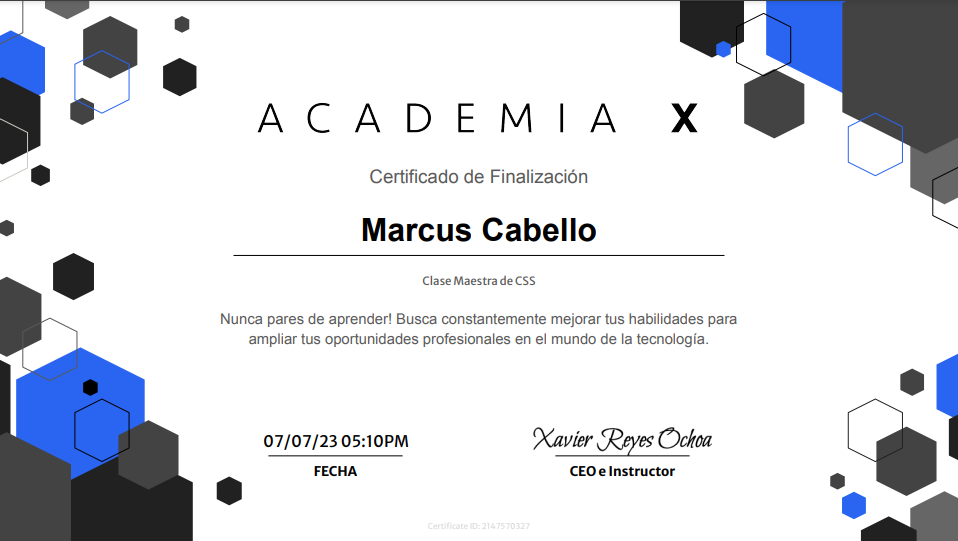 ACADEMIA X
Certificado de Finalización
Marcus Cabello
Clase Maestra de CSS
Nunca pares de aprender! Busca constantemente mejorar tus habilidades para
ampliar tus oportunidades profesionales en el mundo de la tecnología.
07/07/23 05:10PM
FECHA
Xavier Reyes Ochoa
CEO e Instructor
Certificate ID: 2147570327